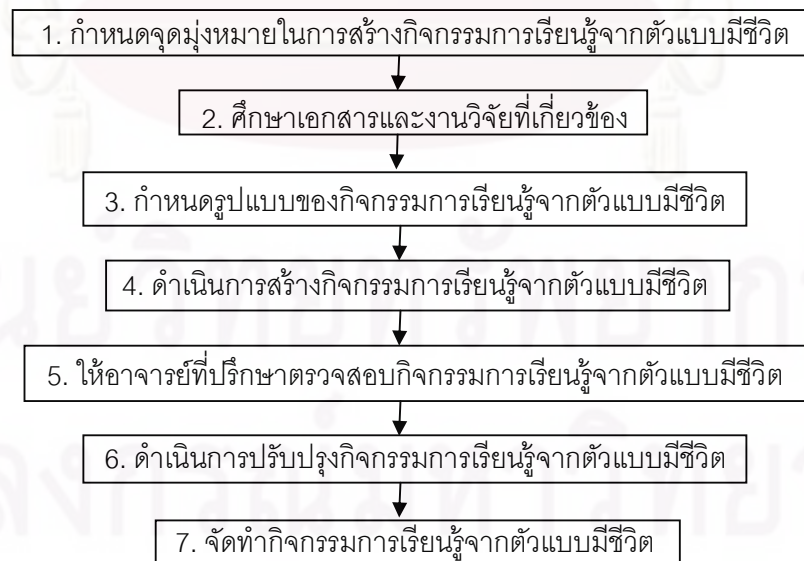 1. กำหนดจุดมุ่งหมายในการสร้างกิจกรรมการเรียนรู้จากตัวแบบมีชีวิต
2. ศึกษาเอกสารและงานวิจัยที่เกี่ยวข้อง
3. กำหนดรูปแบบของกิจกรรมการเรียนรู้จากตัวแบบมีชีวิต
4. ดำเนินการสร้างกิจกรรมการเรียนรู้จากตัวแบบมีชีวิต
5. ให้อาจารย์ที่ปรึกษาตรวจสอบกิจกรรมการเรียนรู้จากตัวแบบมีชีวิต
6. ดำเนินการปรับปรุงกิจกรรมการเรียนรู้จากตัวแบบมีชีวิต
7. จัดทำกิจกรรมการเรียนรู้จากตัวแบบมีชีวิต